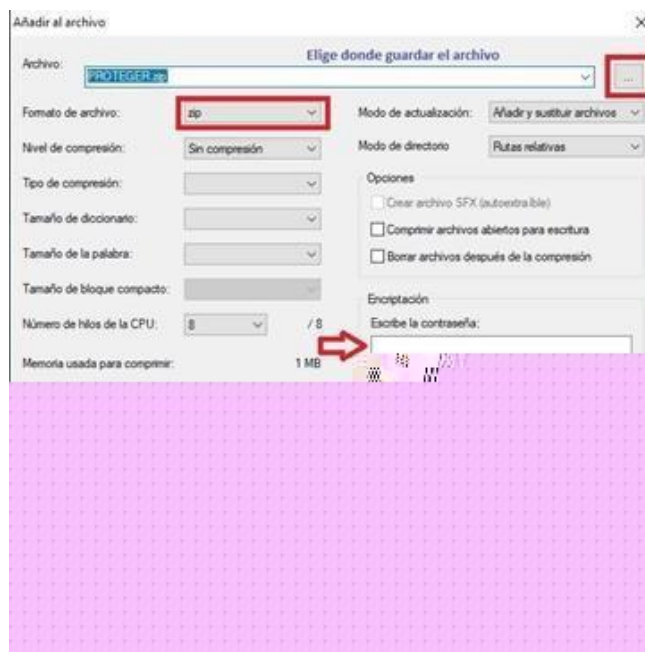 Añadir al archivo
Elige donde guardar el archivo
Archivo:
PROTEGER.zip
...
Formato de archivo: zip
Modo de actualización: Añadir y sustituir archivos
Nivel de compresión: Sin compresión
Modo de directorio Rutas relativas
Tipo de compresión:
Opciones
Crear archivo SFX (autoextraíble)
Tamaño de diccionario:
Comprimir archivos abiertos para escritura
Tamaño de la palabra:
Borrar archivos después de la compresión
Tamaño de bloque compacto:
Encriptación
Número de hilos de la CPU: 8 / 8
Escribe la contraseña:
Memoria usada para comprimir: 1 MB